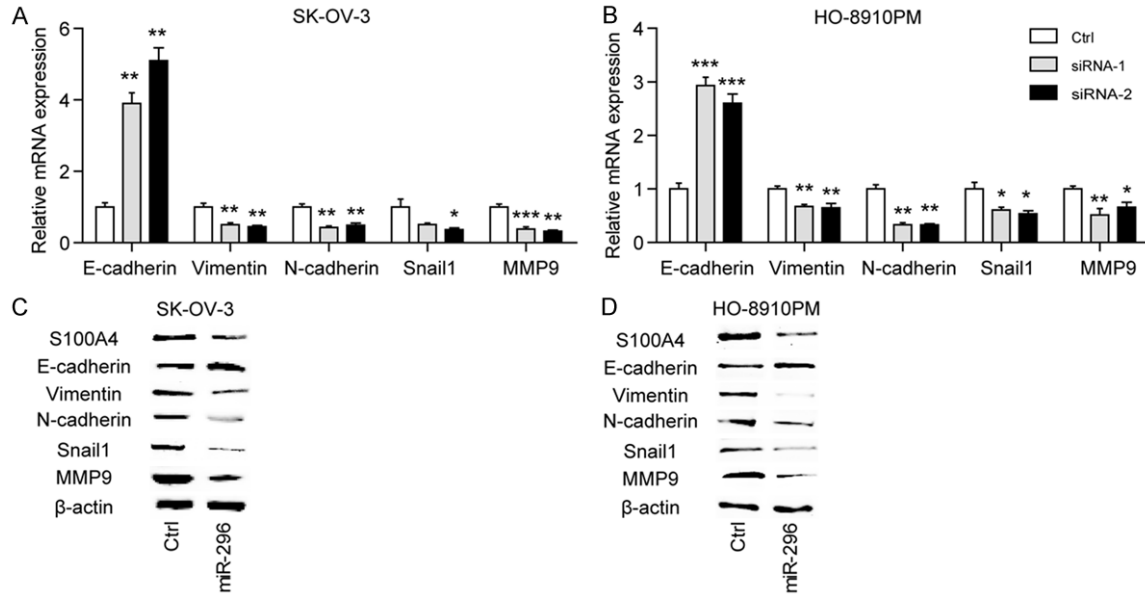 A
SK-OV-3
Relative mRNA expression
6
4
2
0
** **
** **
** **
*
*** **
E-cadherin Vimentin N-cadherin Snail1 MMP9
B
HO-8910PM
Relative mRNA expression
4
3
2
1
0
*** ***
** **
** **
* *
** *
E-cadherin Vimentin N-cadherin Snail1 MMP9
Ctrl
siRNA-1
siRNA-2
C
SK-OV-3
S100A4
E-cadherin
Vimentin
N-cadherin
Snail1
MMP9
β-actin
Ctrl
miR-296
D
HO-8910PM
S100A4
E-cadherin
Vimentin
N-cadherin
Snail1
MMP9
β-actin
Ctrl
miR-296